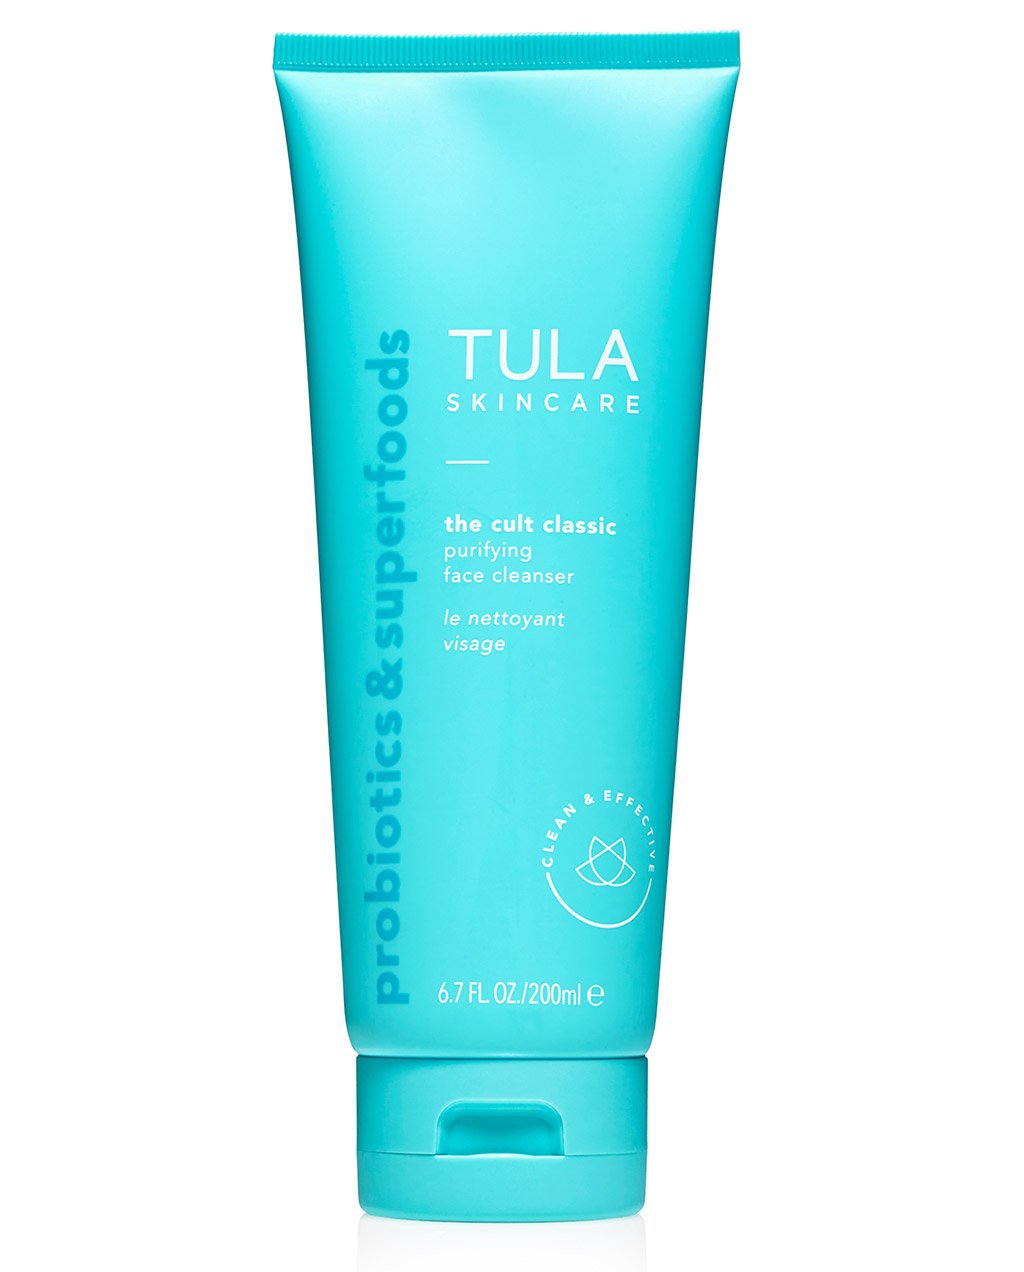 probiotics & superfoods
TULA
SKINCARE
the cult classic
purifying
face cleanser
le nettoyant
visage
CLEAN & EFFECTIVE
6.7 FL. OZ./200ml ℮